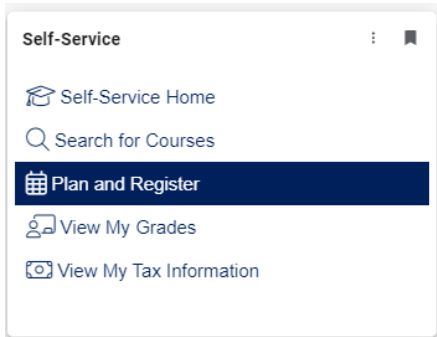 Self-Service
Self-Service Home
Search for Courses
Plan and Register
View My Grades
View My Tax Information